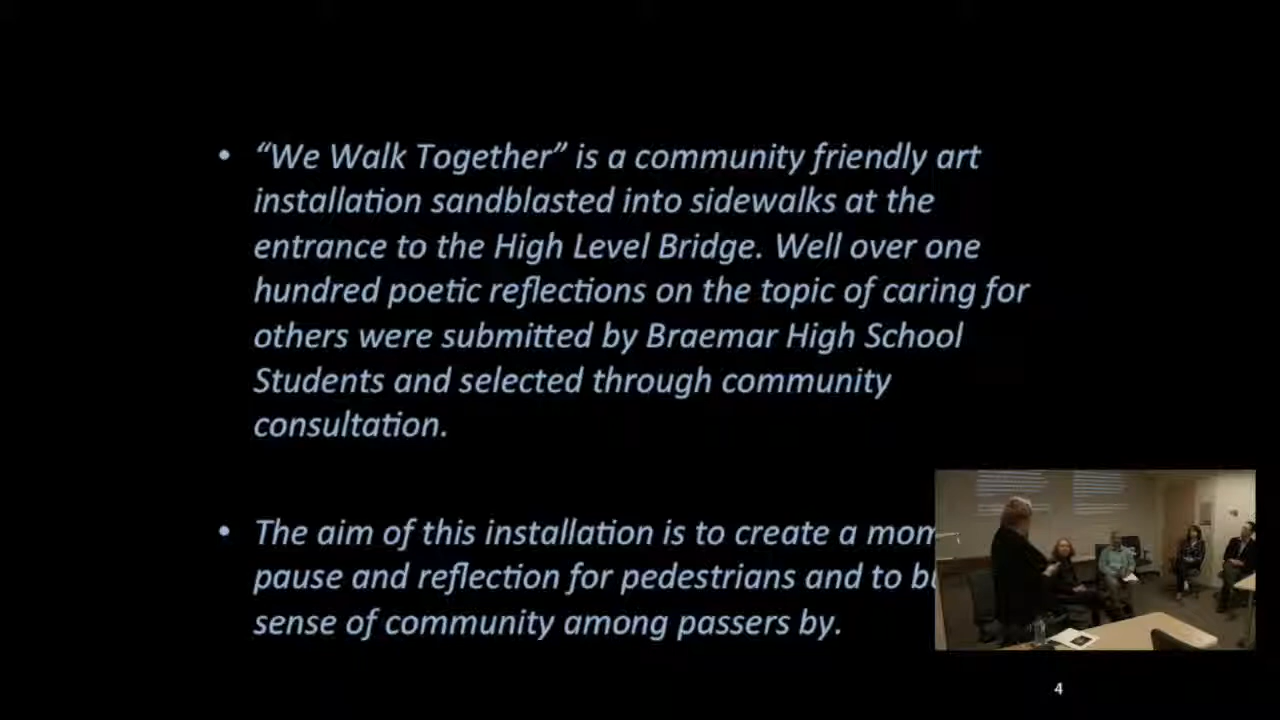 • “We Walk Together” is a community friendly art
installation sandblasted into sidewalks at the
entrance to the High Level Bridge. Well over one
hundred poetic reflections on the topic of caring for
others were submitted by Braemar High School
Students and selected through community
consultation.
• The aim of this installation is to create a mom
pause and reflection for pedestrians and to bu
sense of community among passers by.
4